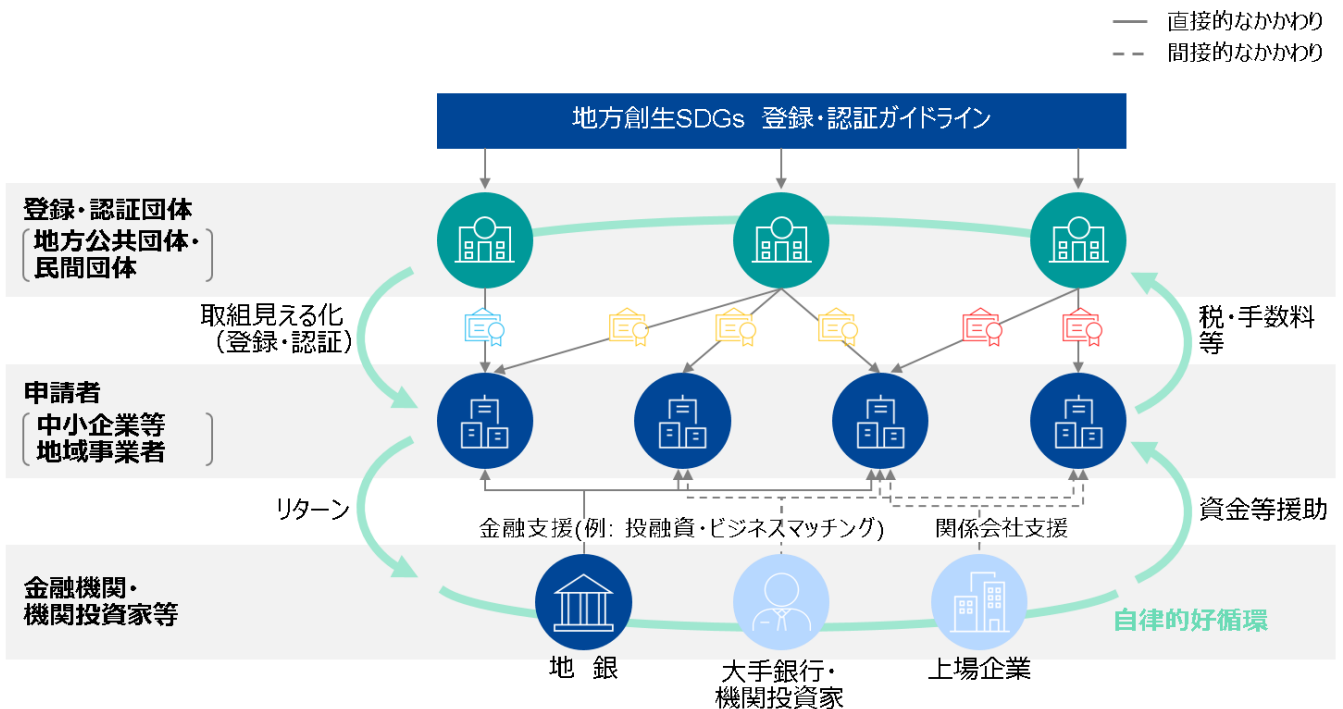 直接的なかかわり
間接的なかかわり
地方創生SDGs 登録・認証ガイドライン
登録・認証団体
地方公共団体・
民間団体
取組見える化
（登録・認証）
税・手数料
等
申請者
中小企業等
地域事業者
リターン
金融支援(例: 投融資・ビジネスマッチング)
関係会社支援
資金等援助
金融機関・
機関投資家等
自律的好循環
地 銀
大手銀行・
機関投資家
上場企業